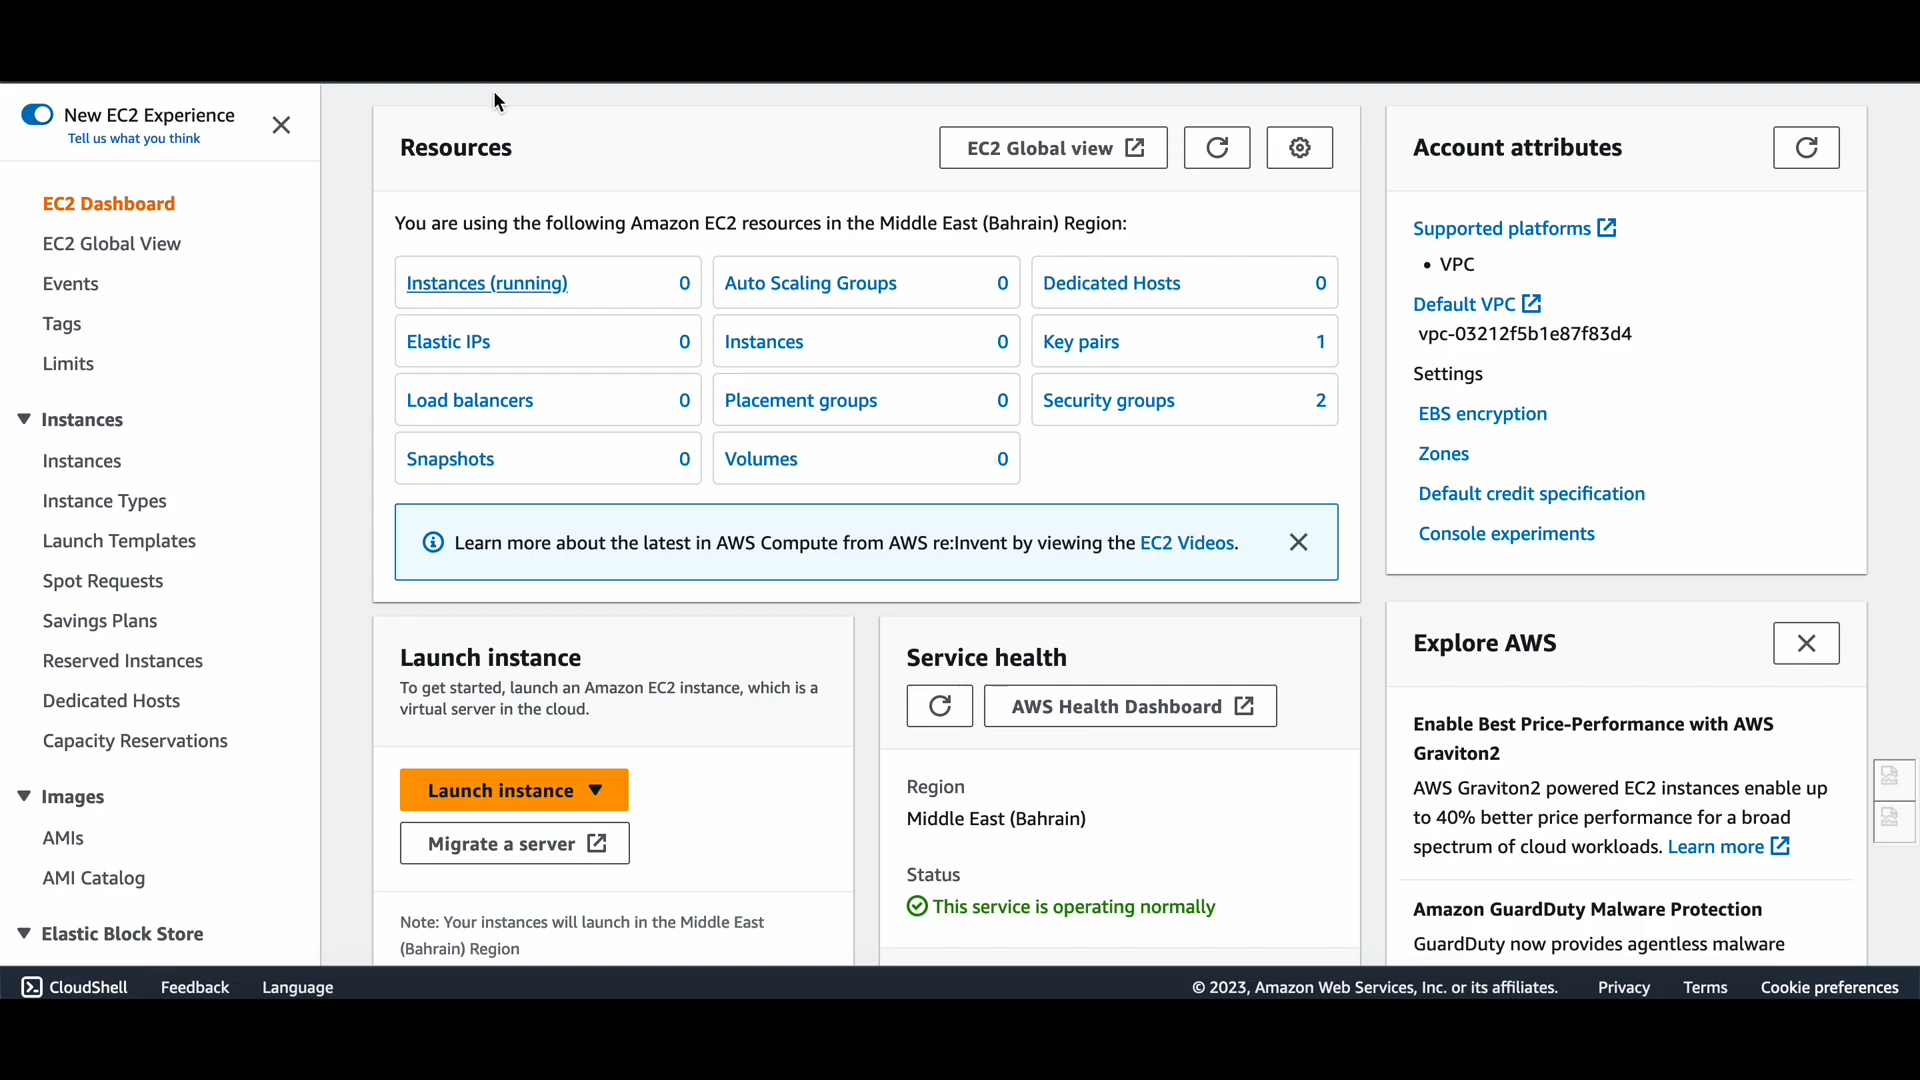 New EC2 Experience
Tell us what you think
EC2 Dashboard
EC2 Global View
Events
Tags
Limits
Instances
Instances
Instance Types
Launch Templates
Spot Requests
Savings Plans
Reserved Instances
Dedicated Hosts
Capacity Reservations
Images
AMIs
AMI Catalog
Elastic Block Store
Resources
EC2 Global view
You are using the following Amazon EC2 resources in the Middle East (Bahrain) Region:
Instances (running) 0
Auto Scaling Groups 0
Dedicated Hosts 0
Elastic IPs 0
Instances 0
Key pairs 1
Load balancers 0
Placement groups 0
Security groups 2
Snapshots 0
Volumes 0
Learn more about the latest in AWS Compute from AWS re:Invent by viewing the EC2 Videos.
Launch instance
To get started, launch an Amazon EC2 instance, which is a
virtual server in the cloud.
Launch instance
Migrate a server
Note: Your instances will launch in the Middle East
(Bahrain) Region
Service health
AWS Health Dashboard
Region
Middle East (Bahrain)
Status
This service is operating normally
Account attributes
Supported platforms
• VPC
Default VPC
vpc-03212f5b1e87f83d4
Settings
EBS encryption
Zones
Default credit specification
Console experiments
Explore AWS
Enable Best Price-Performance with AWS
Graviton2
AWS Graviton2 powered EC2 instances enable up
to 40% better price performance for a broad
spectrum of cloud workloads. Learn more
Amazon GuardDuty Malware Protection
GuardDuty now provides agentless malware
CloudShell
Feedback
Language
© 2023, Amazon Web Services, Inc. or its affiliates.
Privacy
Terms
Cookie preferences